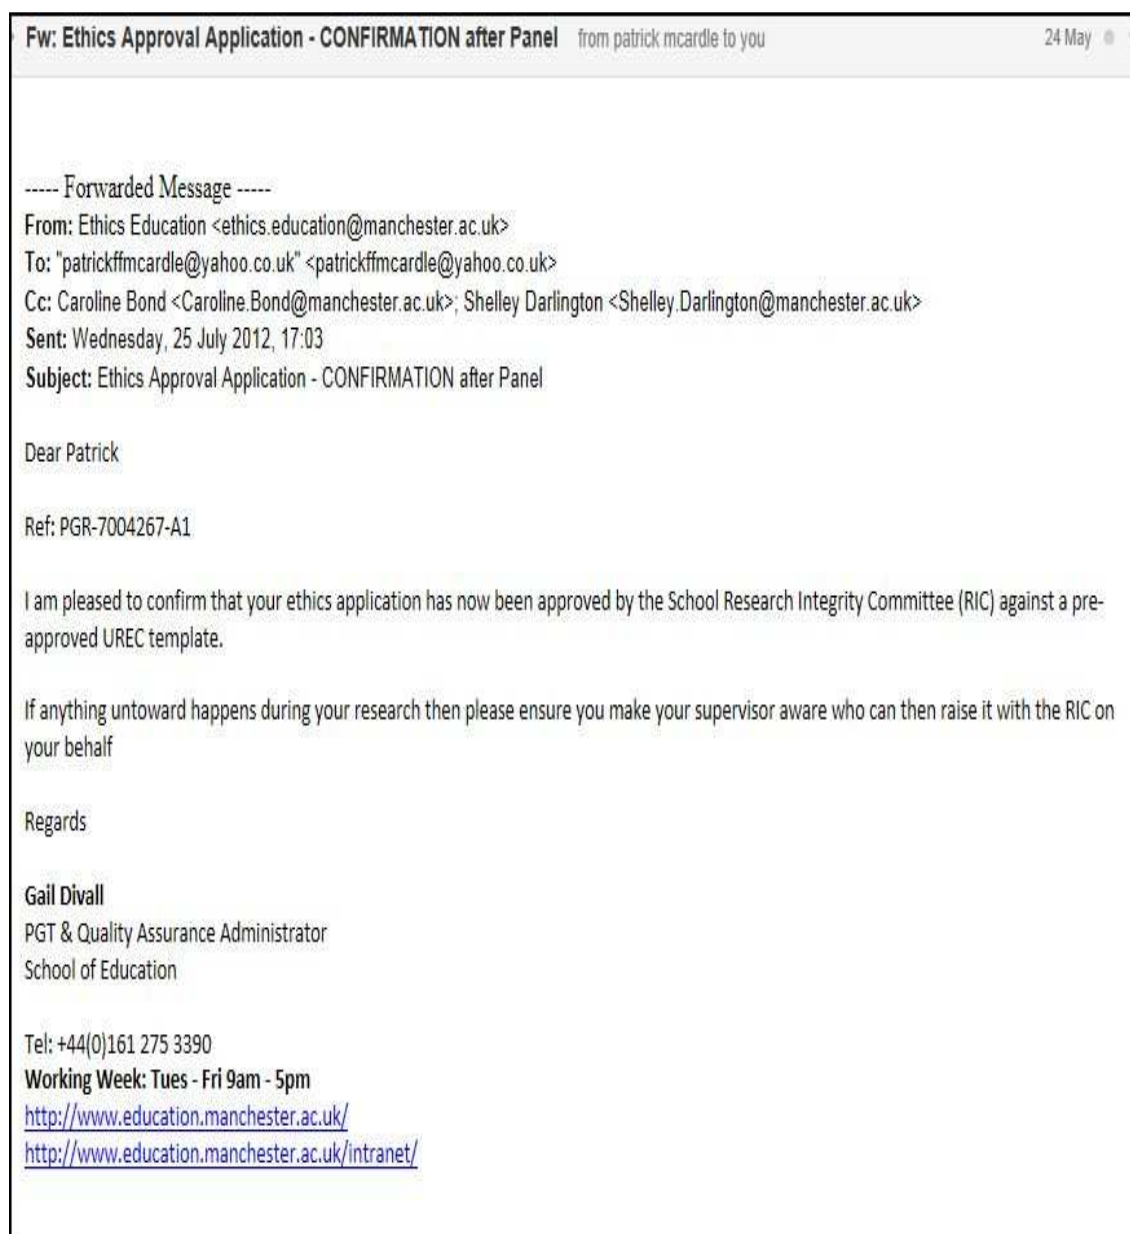 Fw: Ethics Approval Application - CONFIRMATION after Panel from patrick mcardle to you 24 May
----- Forwarded Message -----
From: Ethics Education <ethics.education@manchester.ac.uk>
To: "patrickffmcardle@yahoo.co.uk" <patrickffmcardle@yahoo.co.uk>
Cc: Caroline Bond <Caroline.Bond@manchester.ac.uk>; Shelley Darlington <Shelley.Darlington@manchester.ac.uk>
Sent: Wednesday, 25 July 2012, 17:03
Subject: Ethics Approval Application - CONFIRMATION after Panel
Dear Patrick
Ref: PGR-7004267-A1
I am pleased to confirm that your ethics application has now been approved by the School Research Integrity Committee (RIC) against a pre-
approved UREC template.
If anything untoward happens during your research then please ensure you make your supervisor aware who can then raise it with the RIC on
your behalf
Regards
Gail Divall
PGT & Quality Assurance Administrator
School of Education
Tel: +44(0)161 275 3390
Working Week: Tues - Fri 9am - 5pm
http://www.education.manchester.ac.uk/
http://www.education.manchester.ac.uk/intranet/